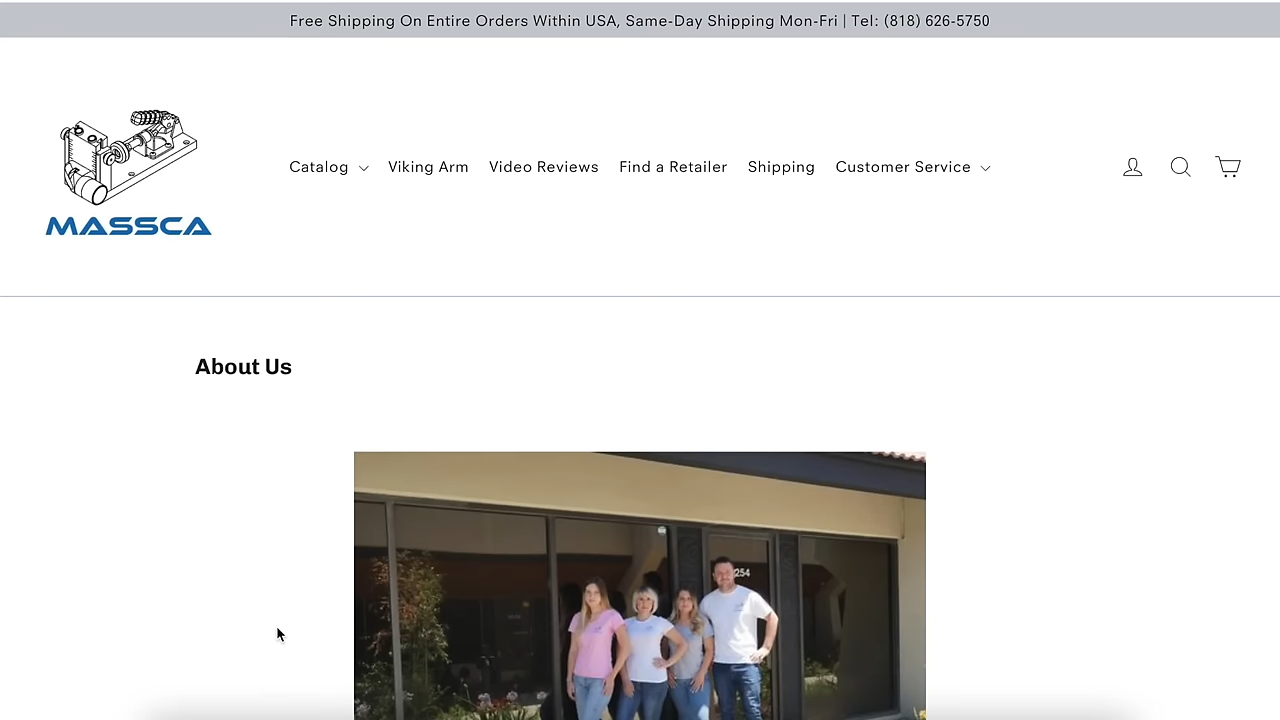 Free Shipping On Entire Orders Within USA, Same-Day Shipping Mon-Fri | Tel: (818) 626-5750
MASSCA
Catalog Viking Arm Video Reviews Find a Retailer Shipping Customer Service
About Us
254